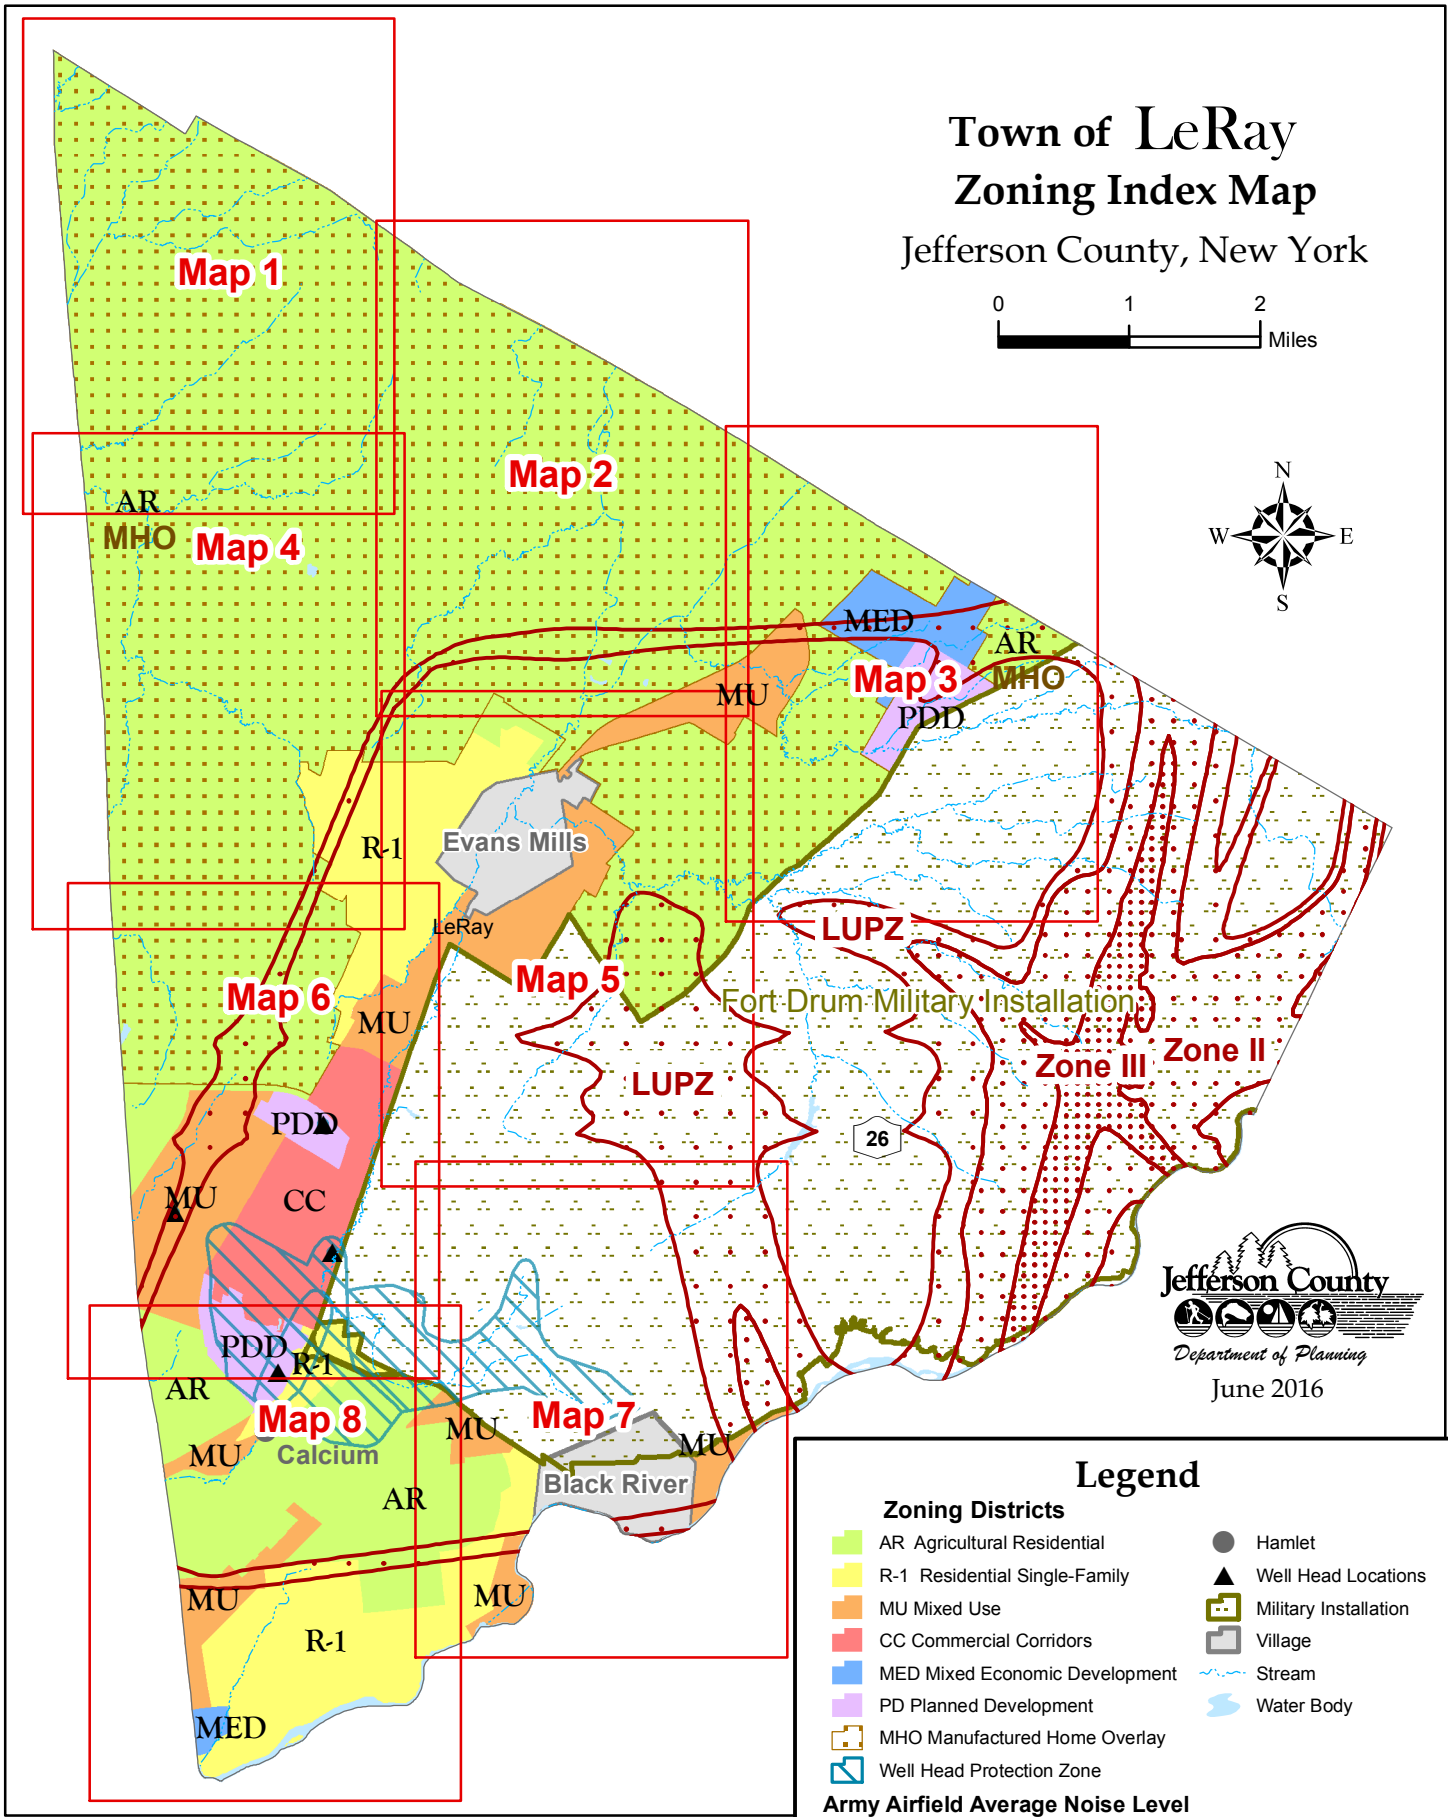 Town of LeRay
Zoning Index Map
Jefferson County, New York
0 1 2
Miles
N
W E
S
Map 1
Map 2
AR
MHO
Map 4
MED
AR
Map 3
MHO
MU
PDD
R-1
Evans Mills
LeRay
LUPZ
Map 5
Map 6
Fort Drum Military Installation
MU
Zone III
Zone II
LUPZ
PDD
26
MU
CC
PDD
R-1
AR
Map 8
Map 7
MU
MU
MU
Calcium
Black River
AR
MU
MU
R-1
MED
Jefferson County
Department of Planning
June 2016
Legend
Zoning Districts
AR Agricultural Residential
R-1 Residential Single-Family
MU Mixed Use
CC Commercial Corridors
MED Mixed Economic Development
PD Planned Development
MHO Manufactured Home Overlay
Well Head Protection Zone
Army Airfield Average Noise Level
Hamlet
Well Head Locations
Military Installation
Village
Stream
Water Body